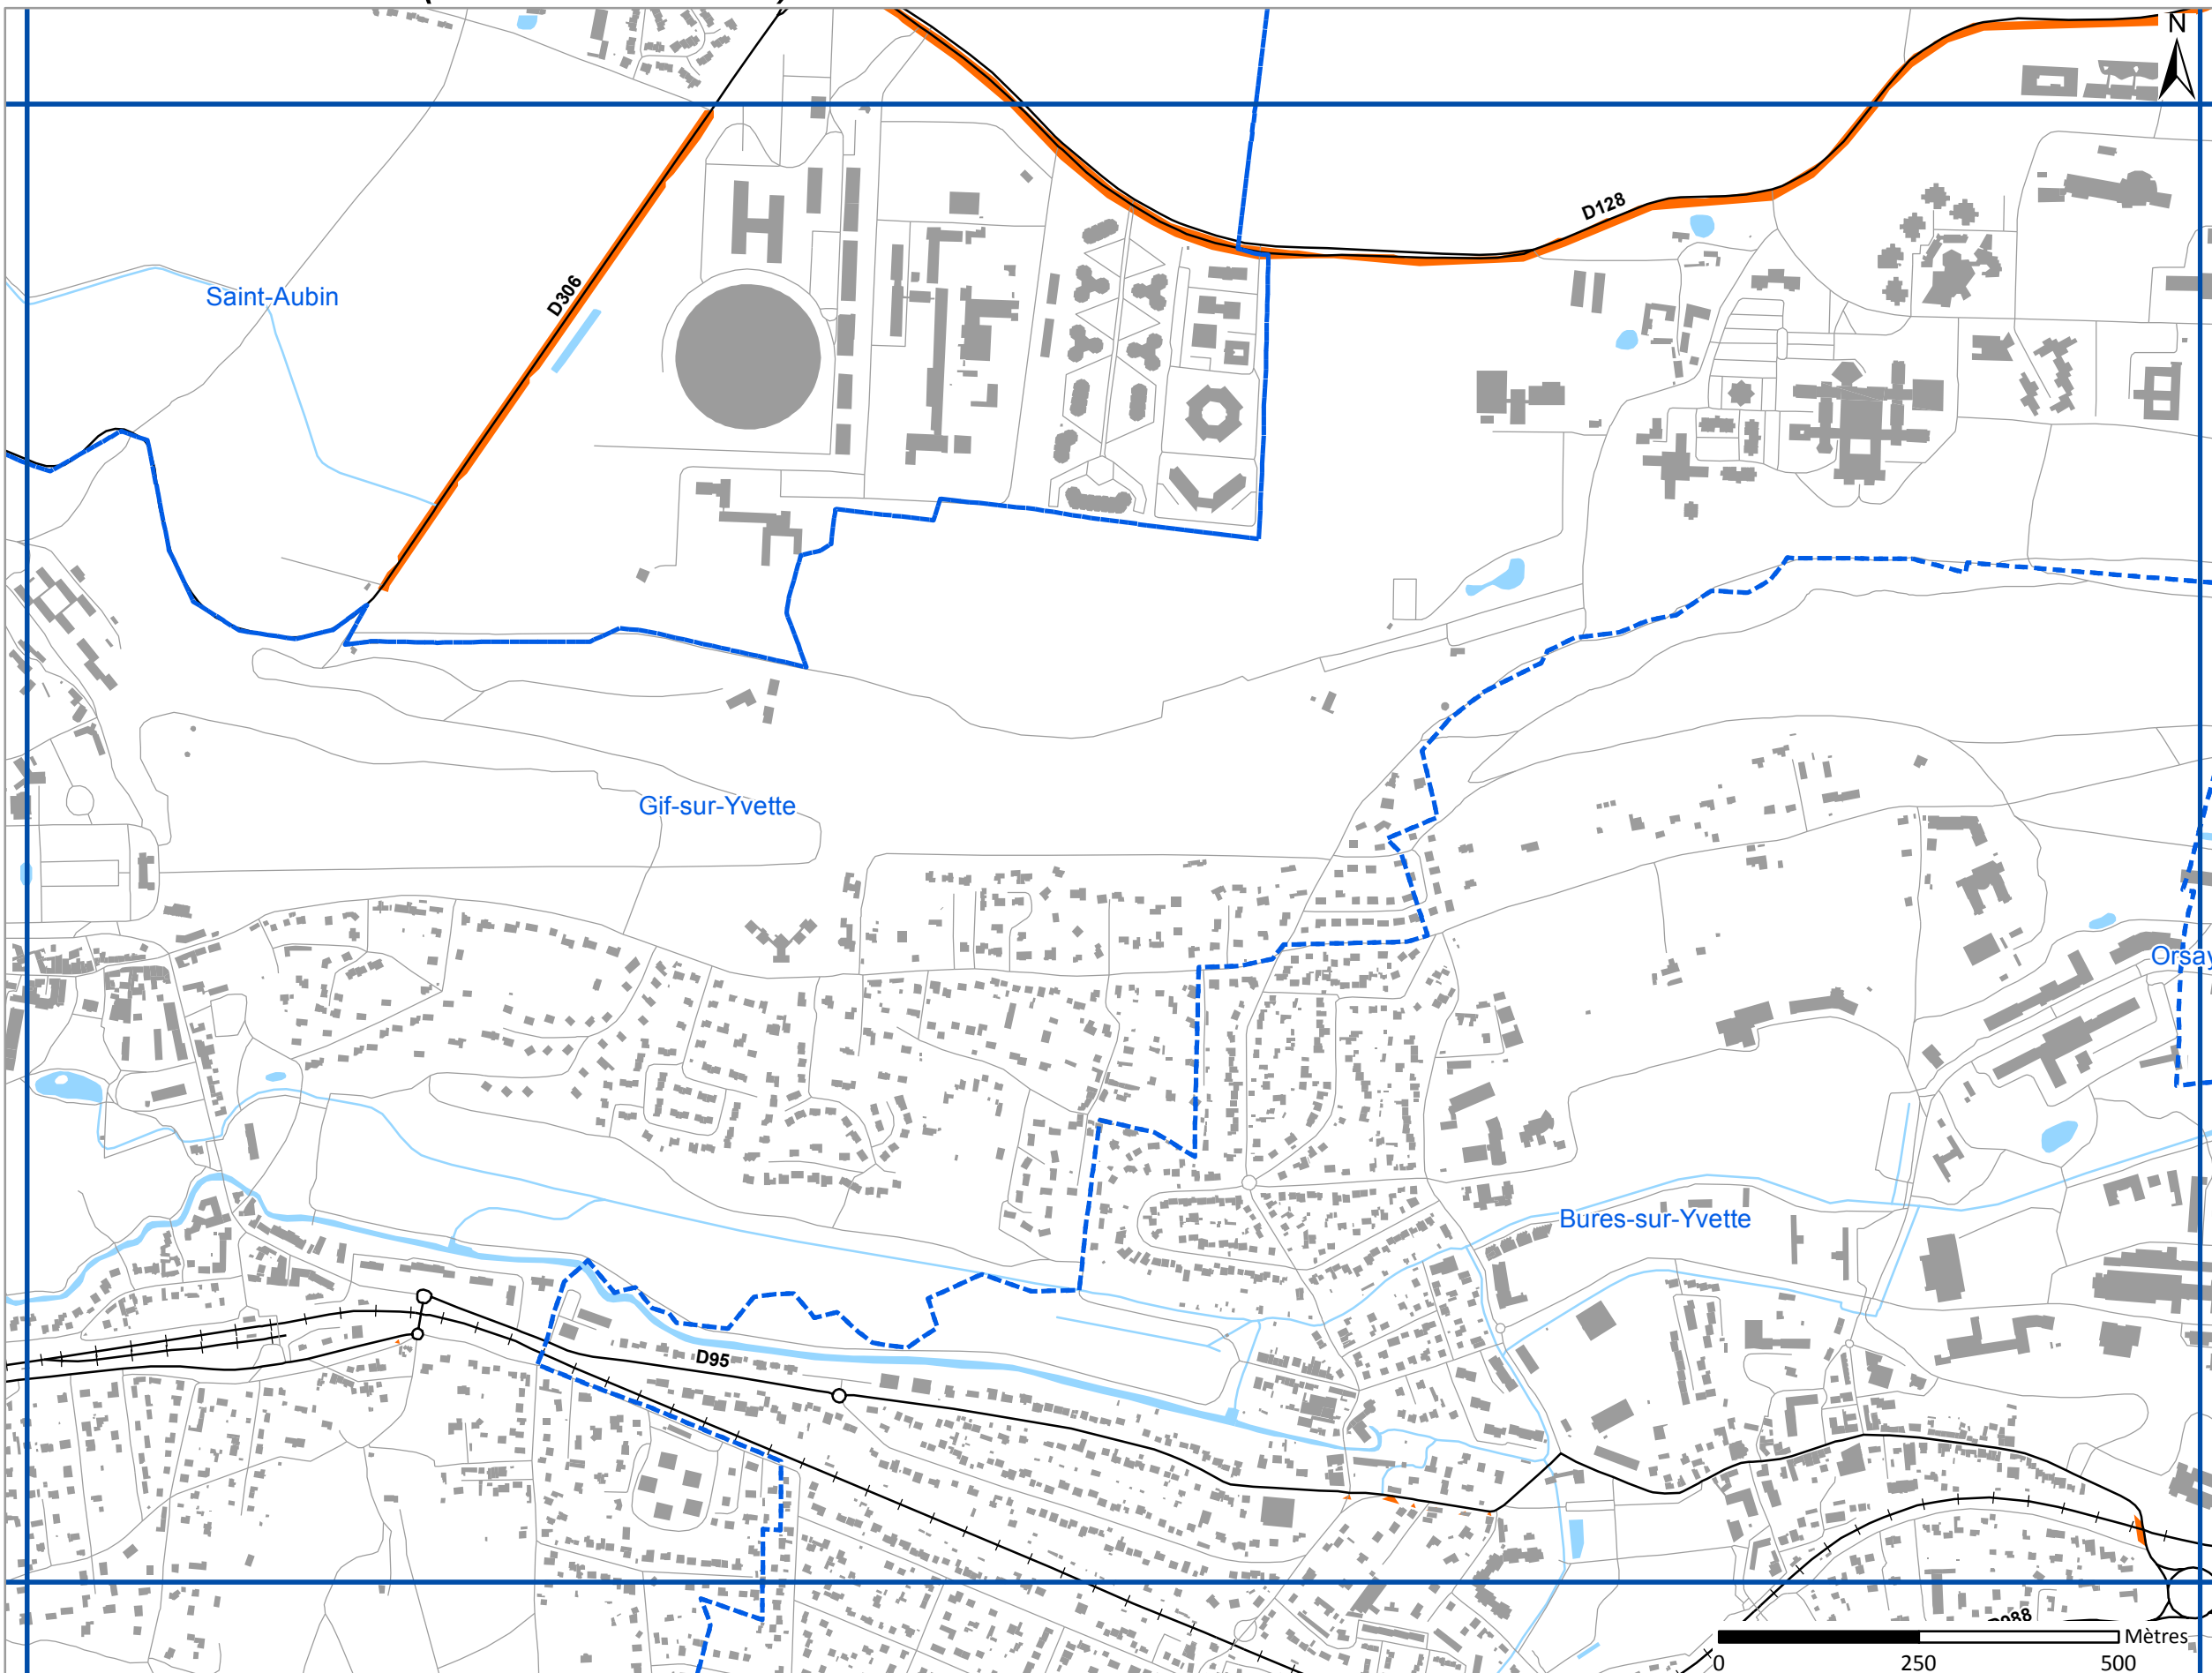 N
D128
D306
Saint-Aubin
Gif-sur-Yvette
Orsay
Bures-sur-Yvette
D95
Mètres
0 250 500